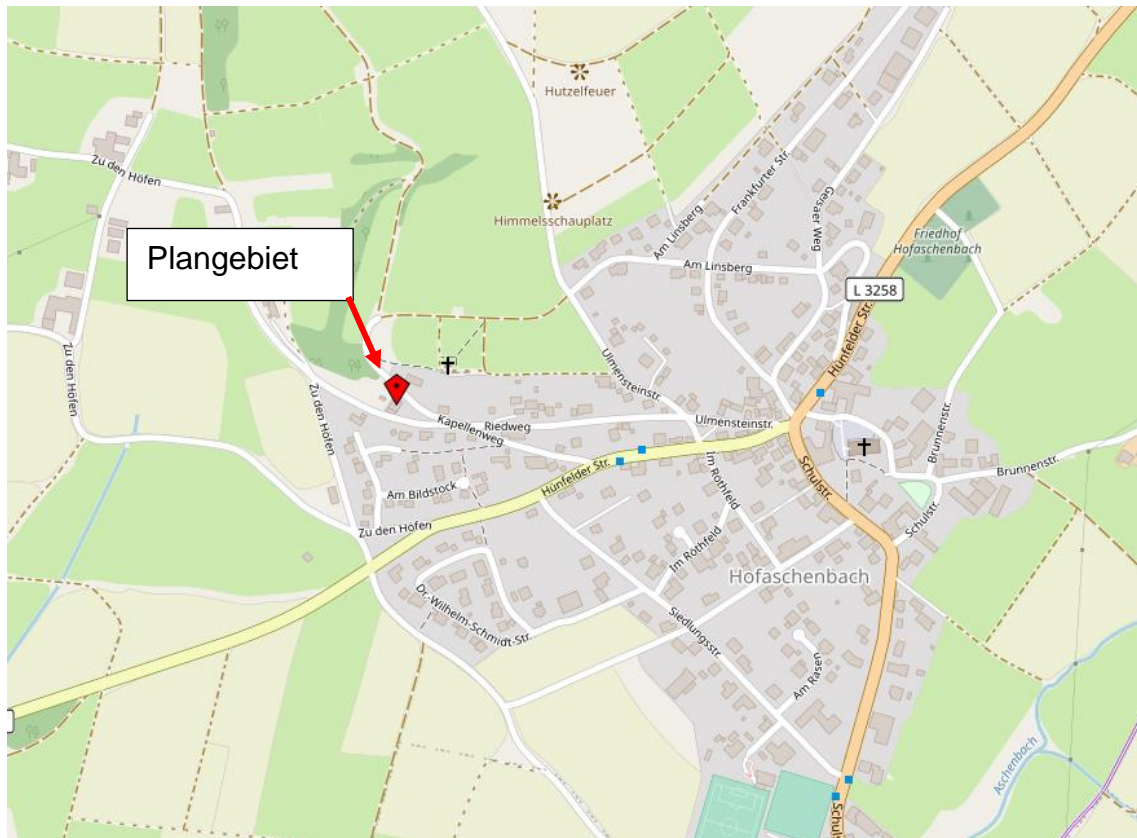 Hutzelfeuer
Zu den Höfen
Himmelsschauplatz
Plangebiet
Am Linsberg
Frankfurter Str.
Geisaer Weg
Friedhof
Hofaschenbach
Am Linsberg
L 3258
Hünfelder Str.
Zu den Höfen
Zu den Höfen
Ulmensteinstr.
Kapellenweg
Riedweg
Ulmensteinstr.
Brunnenstr.
Brunnenstr.
Am Bildstock
Hünfelder Str.
Im Rothfeld
Schulstr.
Schulstr.
Zu den Höfen
Im Rothfeld
Hofaschenbach
Dr.-Wilhelm-Schmidt-Str.
Siedlungsstr.
Am Rasen
Aschenbach
Schuls